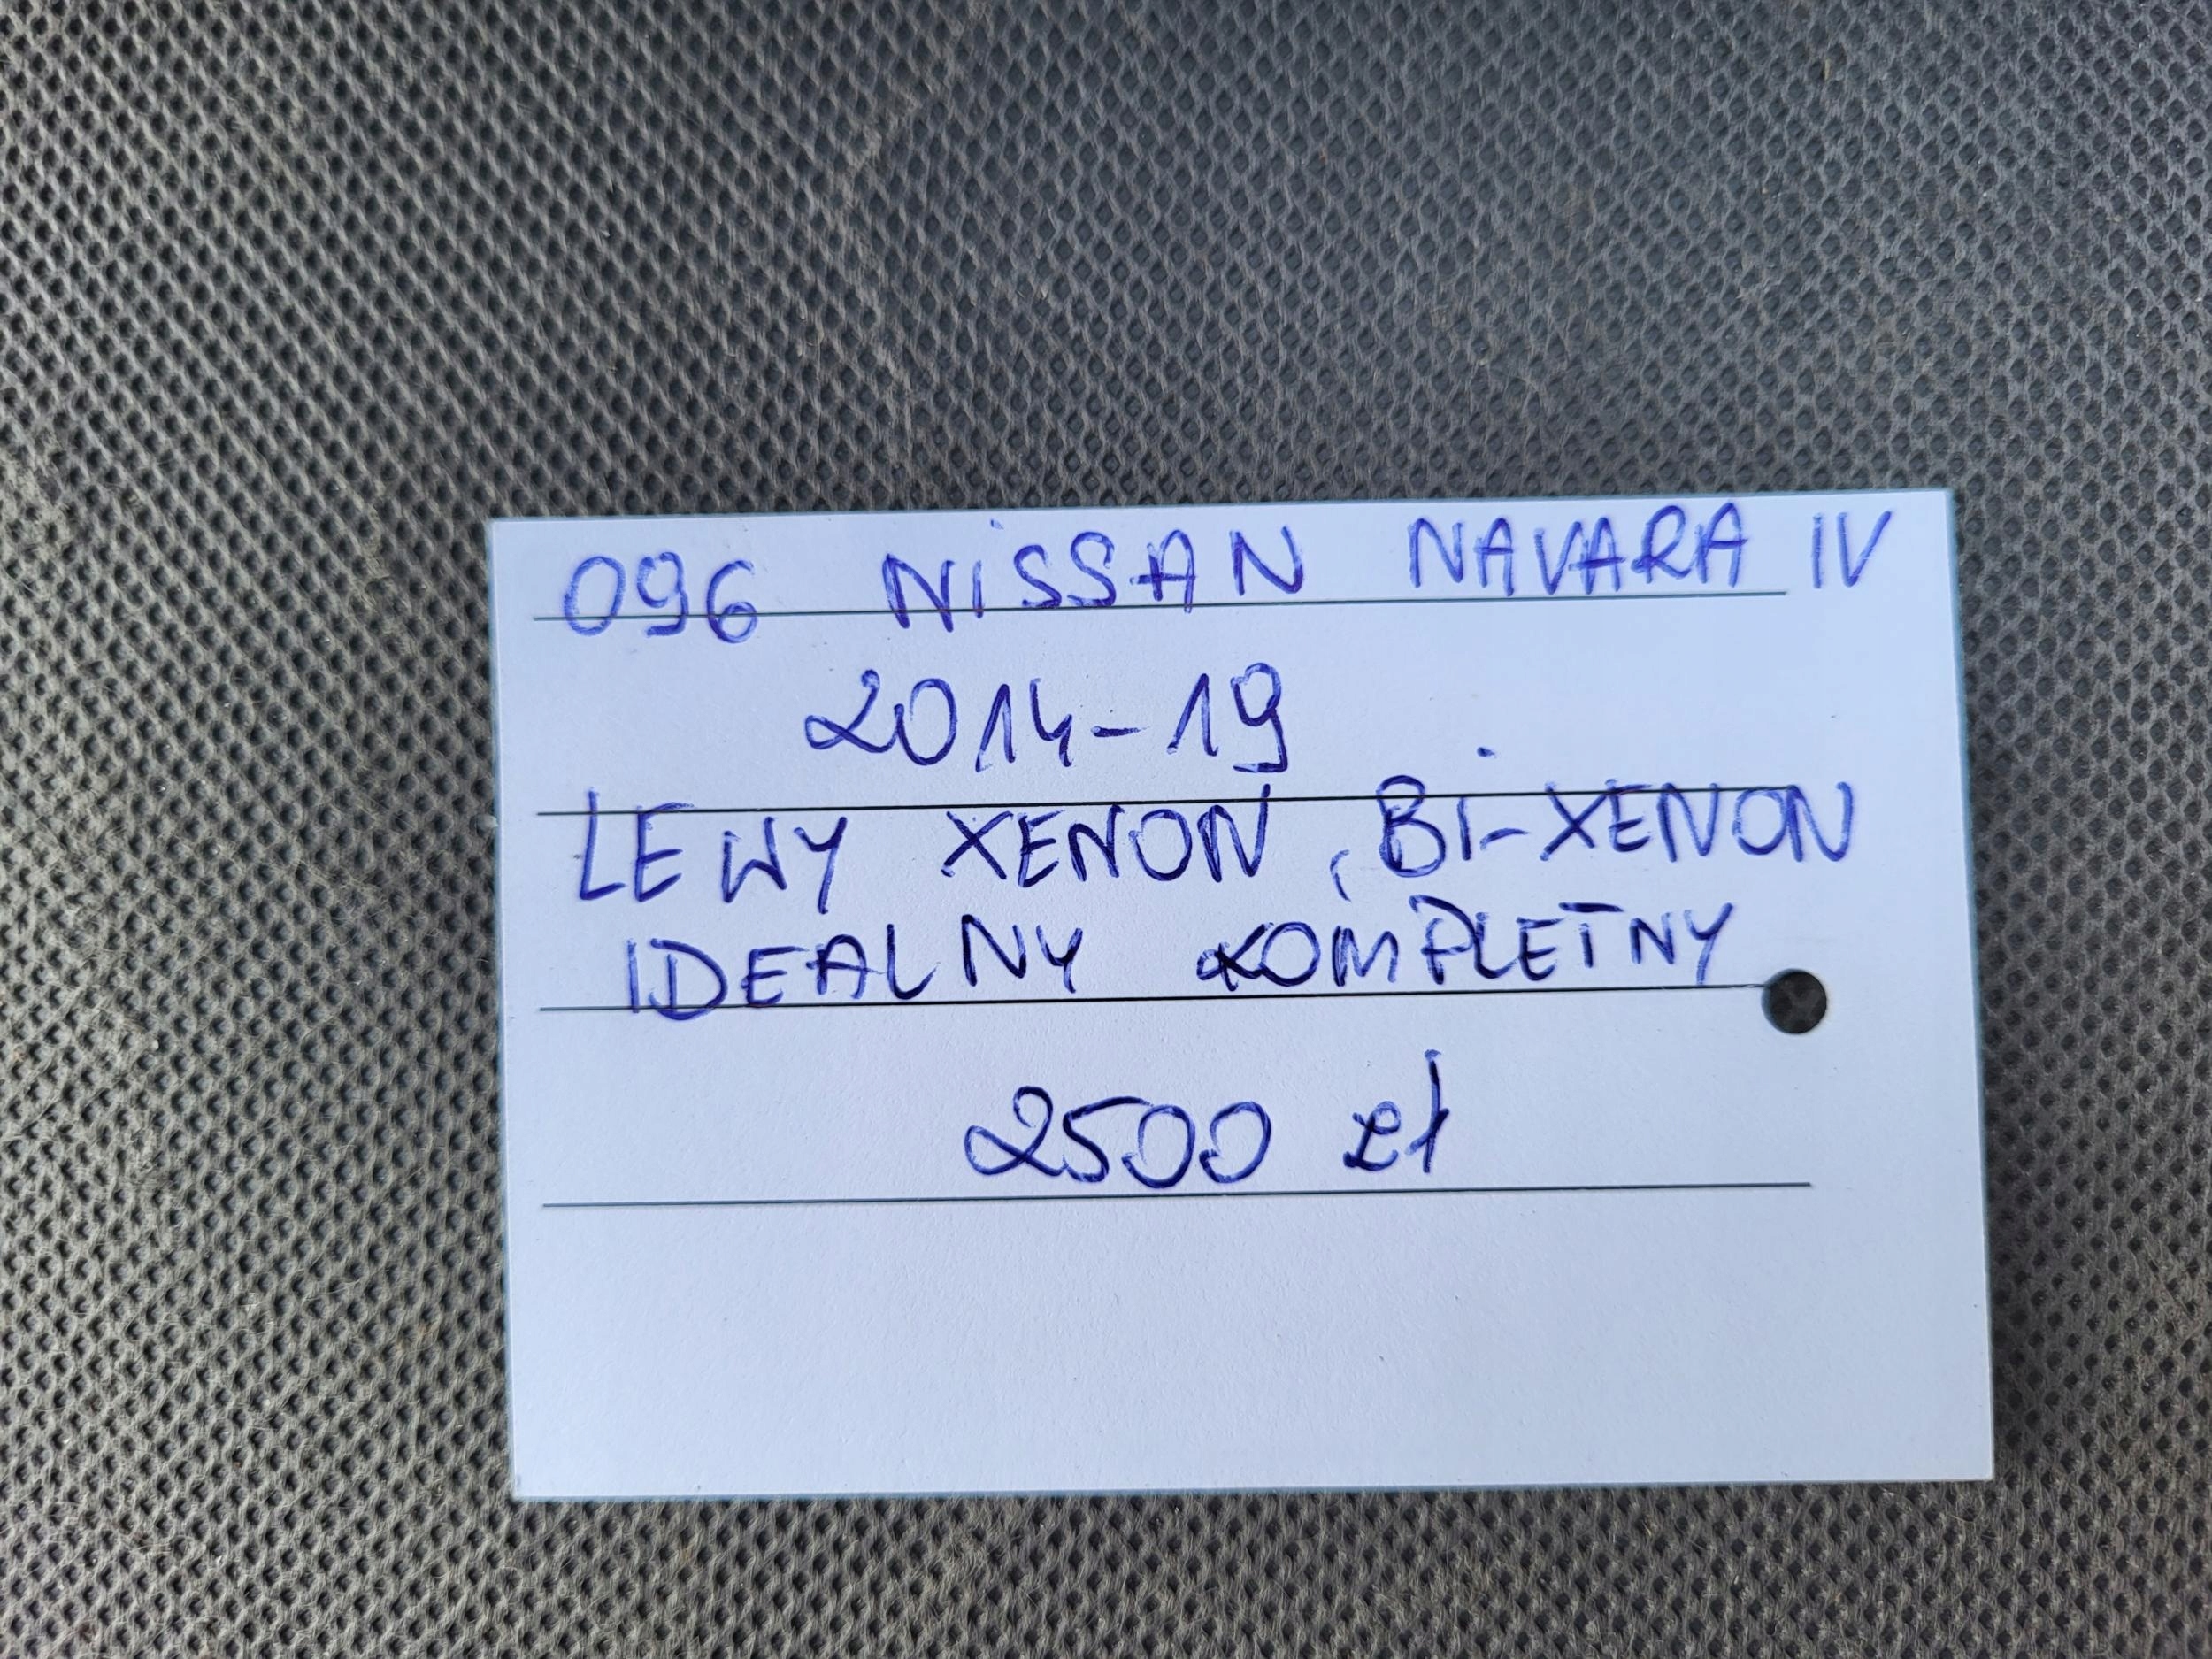 096 NiSSAN NAVARA IV
2014-19
LEWY XENON, Bi-XENON
IDEALNY KOMPLETNY
2500 zł